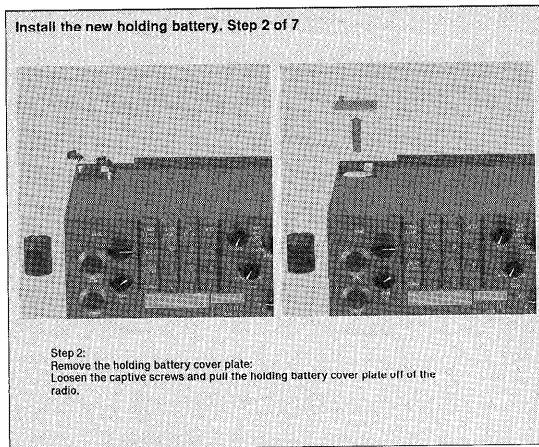 Install the new holding battery. Step 2 of 7
Step 2:
Remove the holding battery cover plate:
Loosen the captive screws and pull the holding battery cover plate off of the
radio.